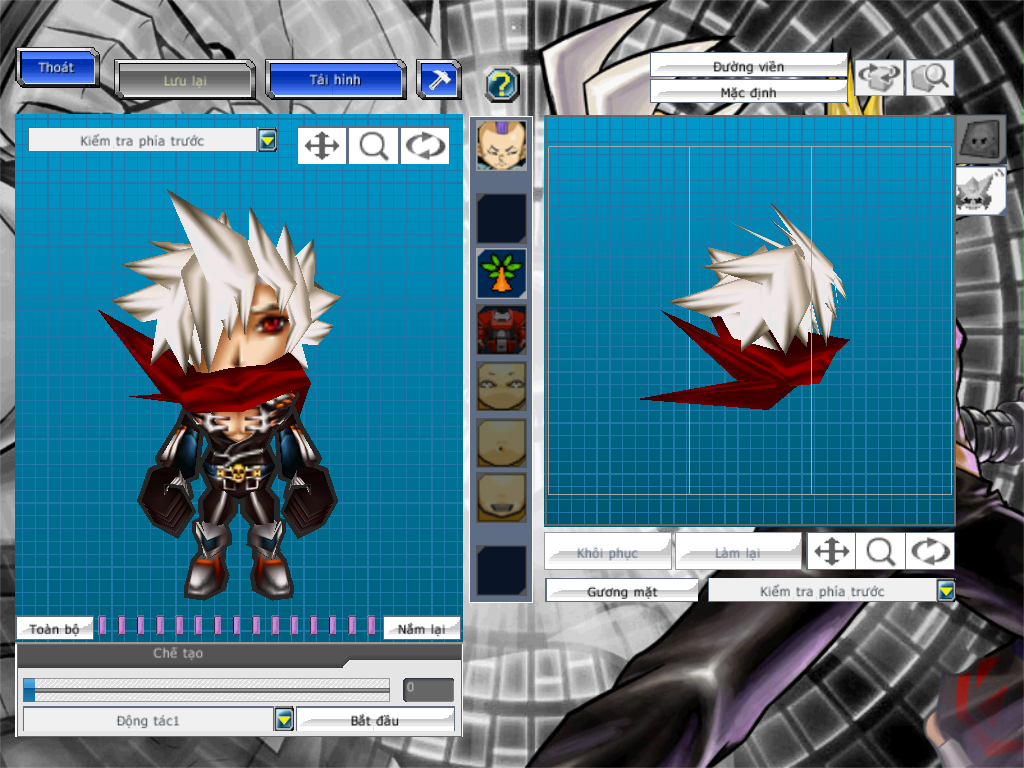 Thoát
Lưu lại
Tải hình
Đường viền
Mặc định
Kiểm tra phía trước
Khôi phục
Làm lại
Gương mặt
Kiểm tra phía trước
Toàn bộ
Nắm lại
Chế tạo
0
Động tác1
Bắt đầu